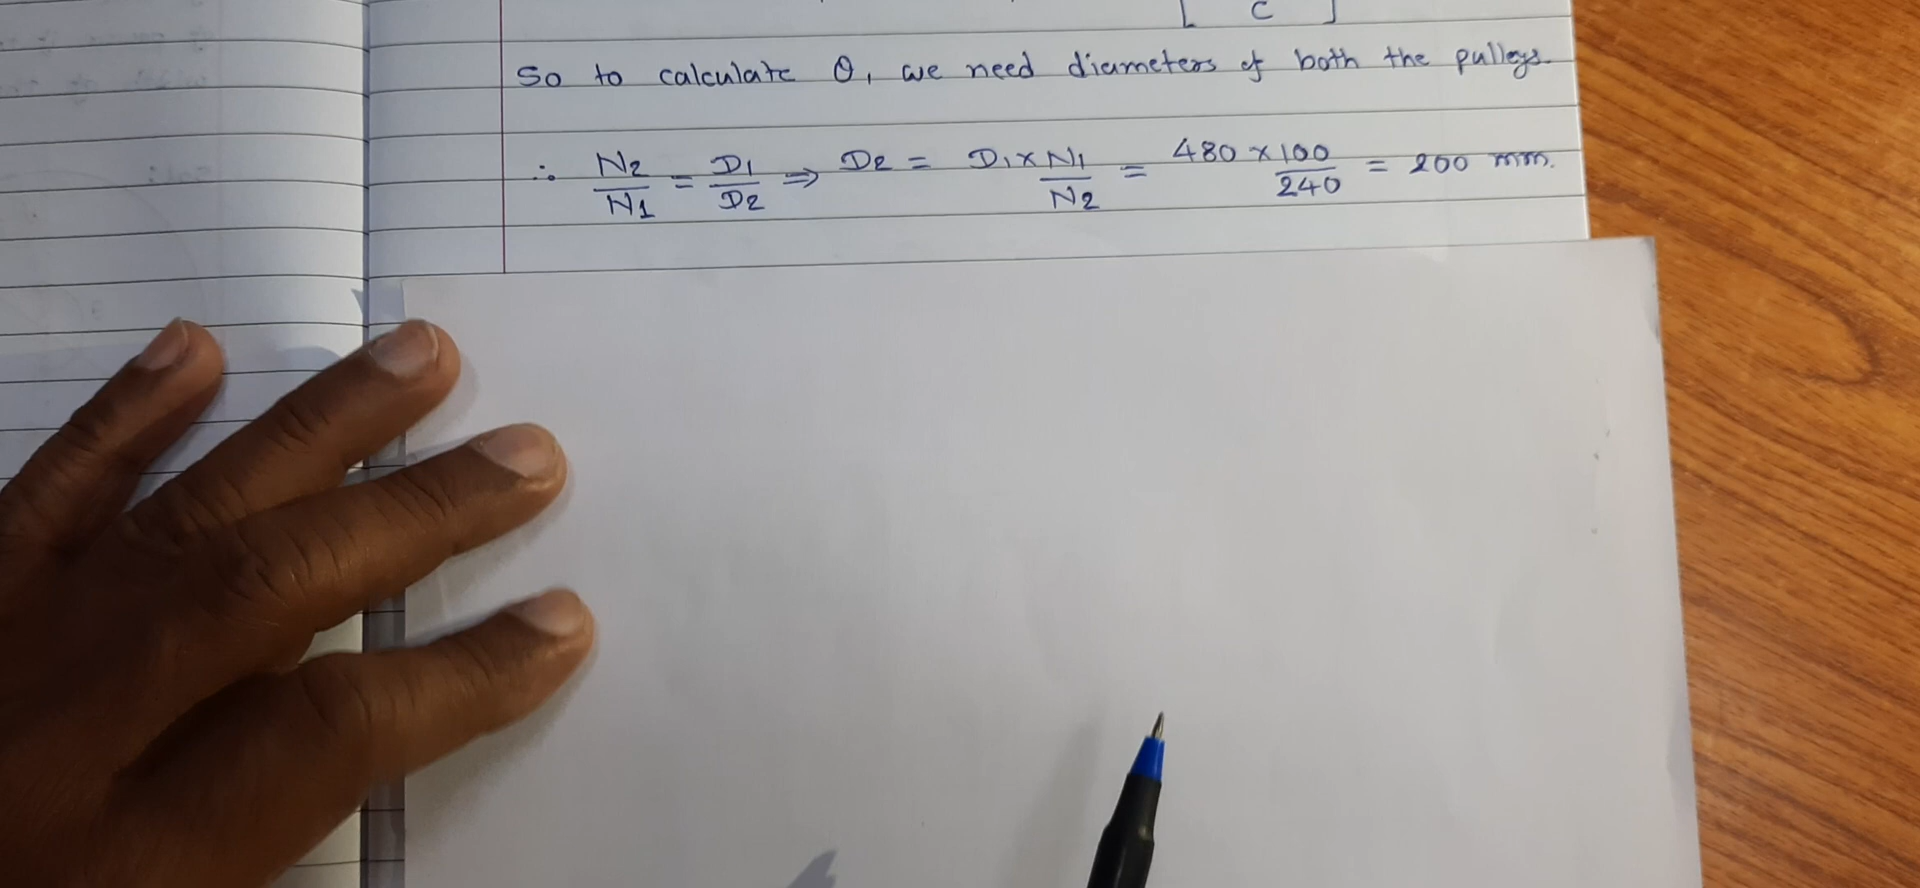 [ C ]
So to calculate θ, we need diameters of both the pulleys.
∴ N2/N1 = D1/D2 ⇒ D2 = D1 × N1/N2 = 480 × 100/240 = 200 mm.